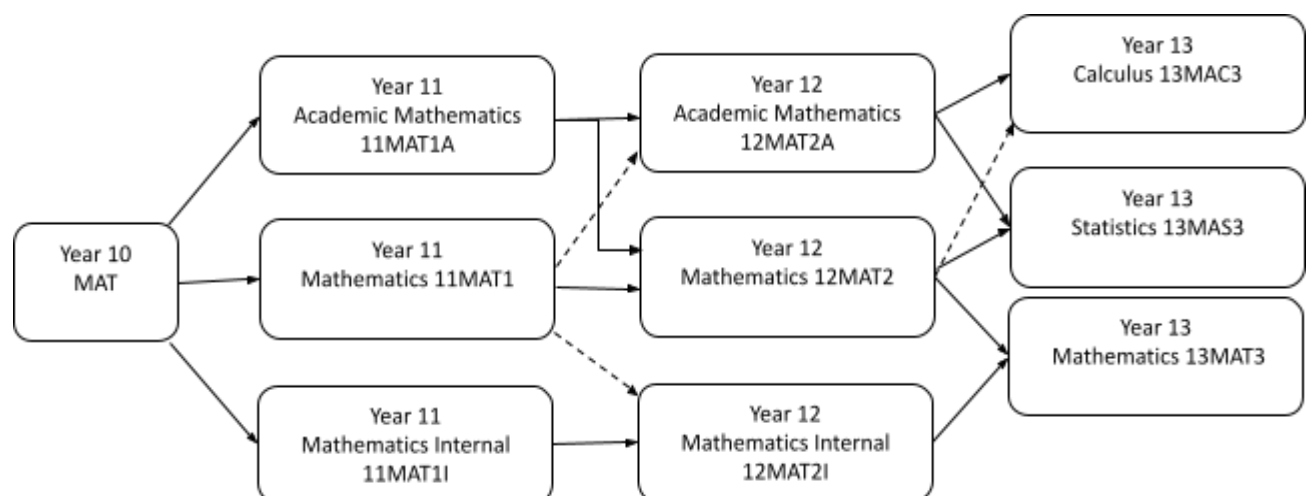 Year 10
MAT
Year 11
Academic Mathematics
11MAT1A
Year 11
Mathematics 11MAT1
Year 11
Mathematics Internal
11MAT1I
Year 12
Academic Mathematics
12MAT2A
Year 12
Mathematics 12MAT2
Year 12
Mathematics Internal
12MAT2I
Year 13
Calculus 13MAC3
Year 13
Statistics 13MAS3
Year 13
Mathematics 13MAT3